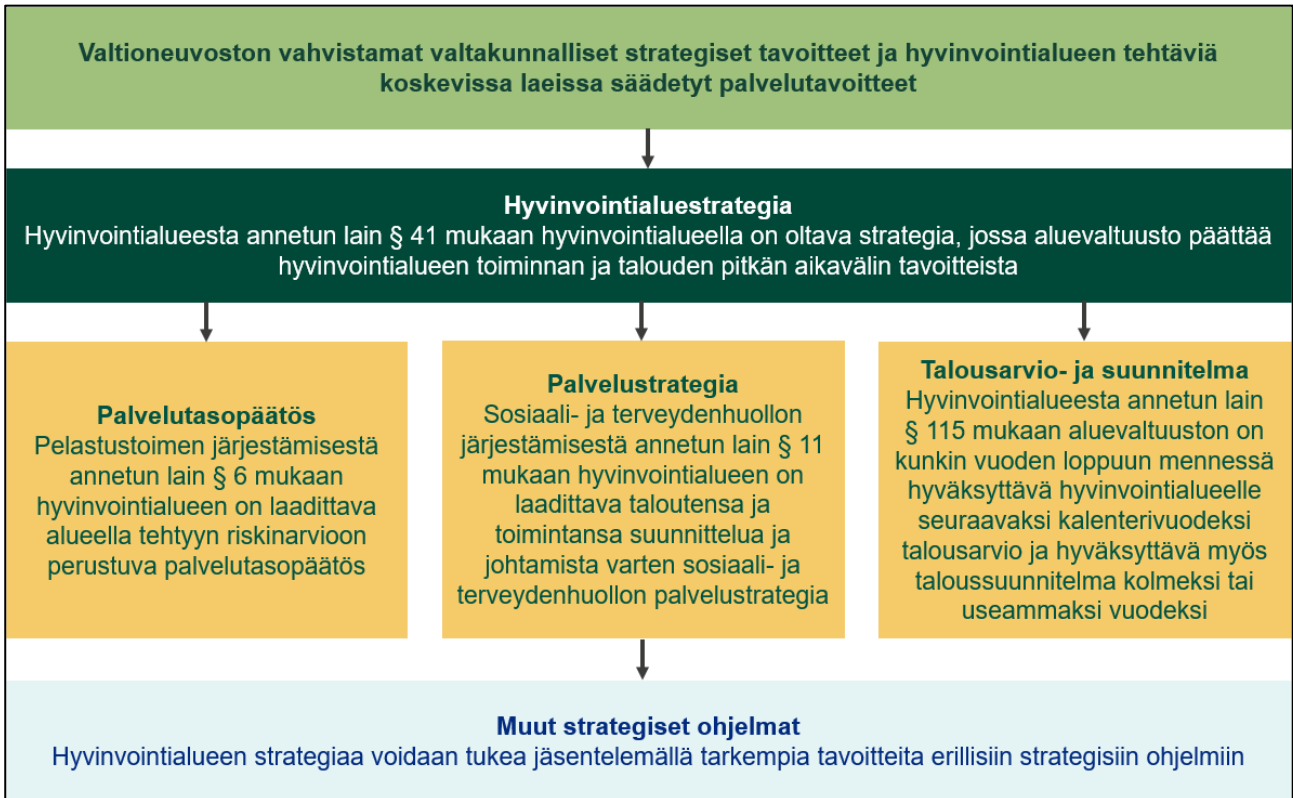 Valtioneuvoston vahvistamat valtakunnalliset strategiset tavoitteet ja hyvinvointialueen tehtäviä
koskevissa laeissa säädetyt palvelutavoitteet
Hyvinvointialuestrategia
Hyvinvointialueesta annetun lain § 41 mukaan hyvinvointialueella on oltava strategia, jossa aluevaltuusto päättää
hyvinvointialueen toiminnan ja talouden pitkän aikavälin tavoitteista
Palvelutasopäätös
Pelastustoimen järjestämisestä
annetun lain § 6 mukaan
hyvinvointialueen on laadittava
alueella tehtyyn riskinarvioon
perustuva palvelutasopäätös
Palvelustrategia
Sosiaali- ja terveydenhuollon
järjestämisestä annetun lain § 11
mukaan hyvinvointialueen on
laadittava taloutensa ja
toimintansa suunnittelua ja
johtamista varten sosiaali- ja
terveydenhuollon palvelustrategia
Talousarvio- ja suunnitelma
Hyvinvointialueesta annetun lain
§ 115 mukaan aluevaltuuston on
kunkin vuoden loppuun mennessä
hyväksyttävä hyvinvointialueelle
seuraavaksi kalenterivuodeksi
talousarvio ja hyväksyttävä myös
taloussuunnitelma kolmeksi tai
useammaksi vuodeksi
Muut strategiset ohjelmat
Hyvinvointialueen strategiaa voidaan tukea jäsentelemällä tarkempia tavoitteita erillisiin strategisiin ohjelmiin